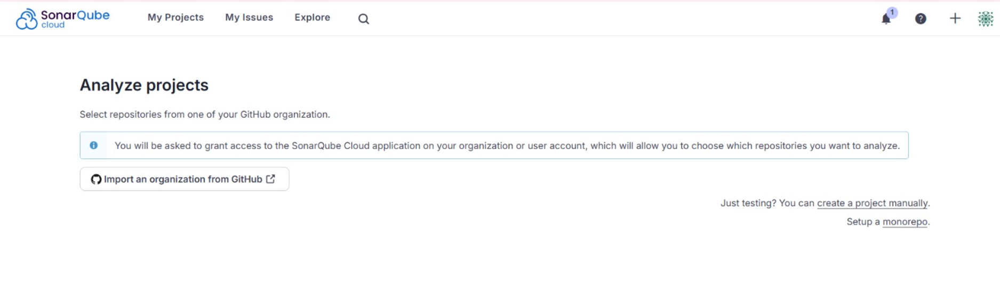 SonarQube cloud
My Projects My Issues Explore
1
?
Analyze projects
Select repositories from one of your GitHub organization.
You will be asked to grant access to the SonarQube Cloud application on your organization or user account, which will allow you to choose which repositories you want to analyze.
Import an organization from GitHub
Just testing? You can create a project manually.
Setup a monorepo.